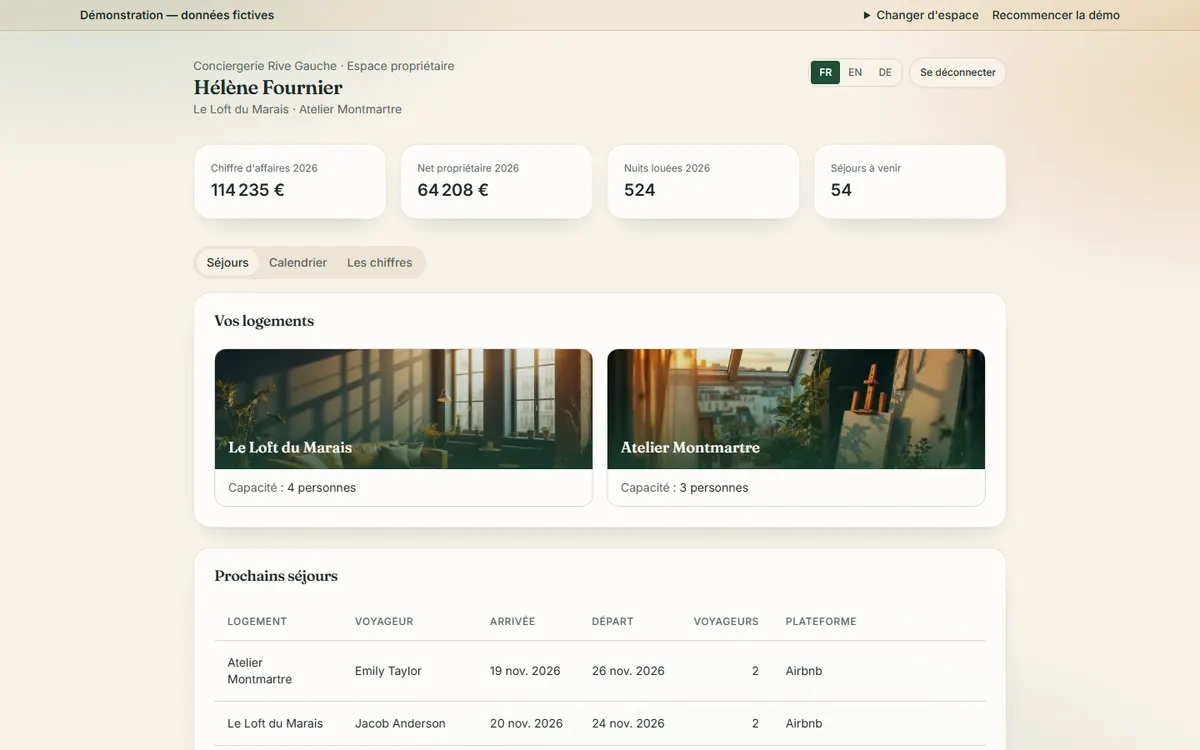 Démonstration — données fictives
▶ Changer d'espace Recommencer la démo
Conciergerie Rive Gauche · Espace propriétaire
Hélène Fournier
Le Loft du Marais · Atelier Montmartre
FR EN DE Se déconnecter
Chiffre d'affaires 2026
114 235 €
Net propriétaire 2026
64 208 €
Nuits louées 2026
524
Séjours à venir
54
Séjours Calendrier Les chiffres
Vos logements
Le Loft du Marais
Capacité : 4 personnes
Atelier Montmartre
Capacité : 3 personnes
Prochains séjours
LOGEMENT VOYAGEUR ARRIVÉE DÉPART VOYAGEURS PLATEFORME
Atelier
Montmartre
Emily Taylor 19 nov. 2026 26 nov. 2026 2 Airbnb
Le Loft du Marais Jacob Anderson 20 nov. 2026 24 nov. 2026 2 Airbnb